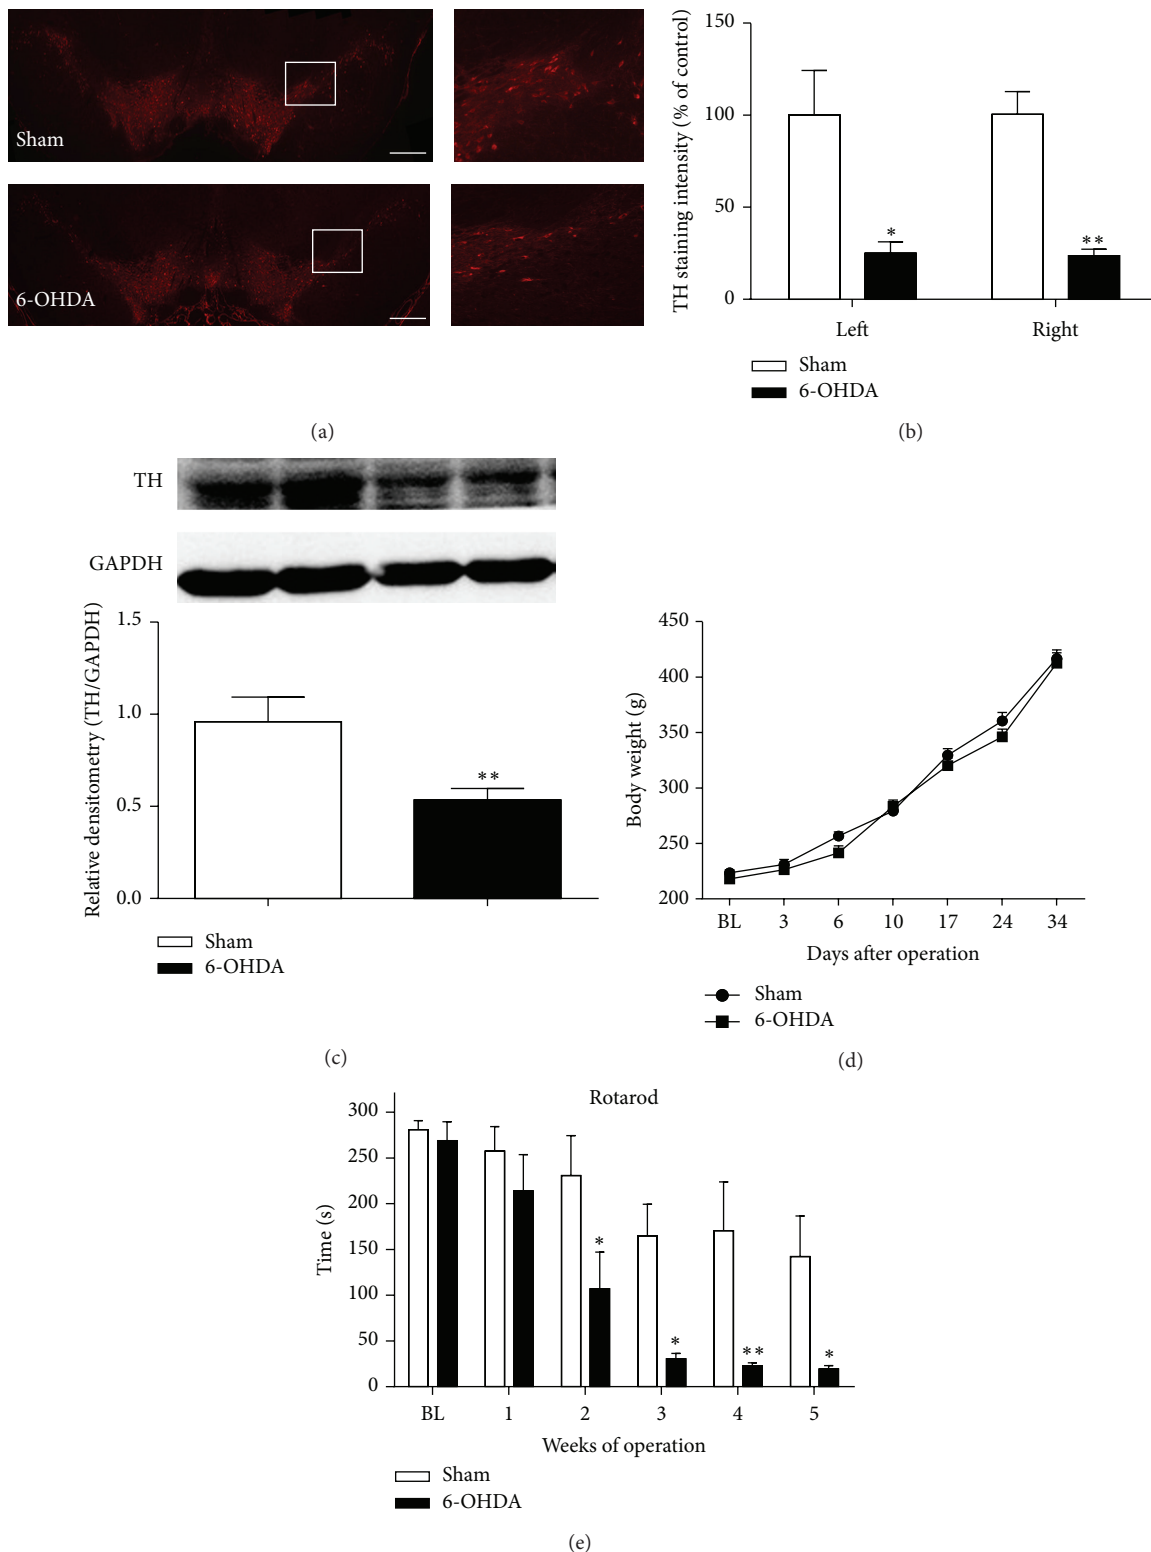 Sham
6-OHDA
(a)
TH staining intensity (% of control)
150
100
50
0
*
**
Left
Right
Sham
6-OHDA
(b)
TH
GAPDH
Relative densitometry (TH/GAPDH)
1.5
1.0
0.5
0.0
**
Sham
6-OHDA
(c)
Body weight (g)
450
400
350
300
250
200
BL 3 6 10 17 24 34
Days after operation
Sham
6-OHDA
(d)
Rotarod
Time (s)
300
250
200
150
100
50
0
*
*
**
*
BL 1 2 3 4 5
Weeks of operation
Sham
6-OHDA
(e)